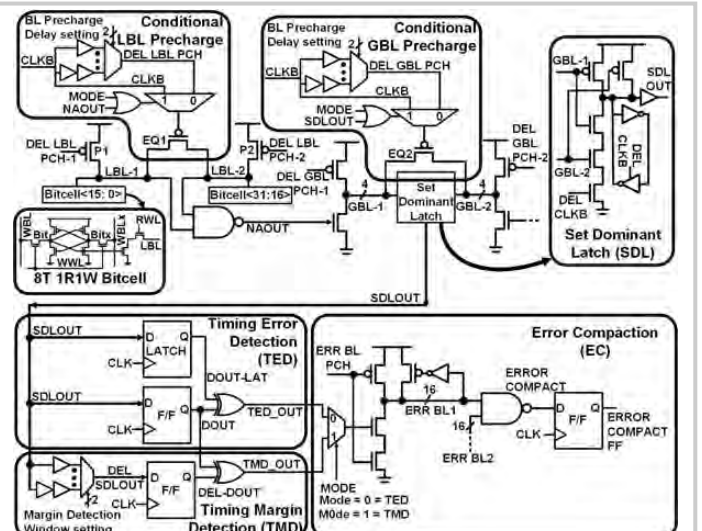 BL Precharge
Delay setting 2
Conditional
LBL Precharge
DEL LBL PCH
CLKB
CLKB
MODE
NAOUT
1 0
EQ1
DEL LBL
PCH-1
P1
LBL-1
P2
DEL LBL
PCH-2
LBL-2
Bitcell<15: 0>
Bitcell<31:16>
NAOUT
WBL
Bit
Bitx
WBLx
RWL
LBL
WWL
8T 1R1W Bitcell
BL Precharge
Delay setting 2
Conditional
GBL Precharge
DEL GBL PCH
CLKB
CLKB
MODE
SDLOUT
1 0
EQ2
DEL GBL
PCH-1
4
GBL-1
Set
Dominant
Latch
4
GBL-2
DEL
GBL
PCH-2
GBL-1
SDL
OUT
DEL
CLKB
GBL-2
DEL
CLKB
Set Dominant
Latch (SDL)
SDLOUT
SDLOUT
Timing Error
Detection
(TED)
D Q
LATCH
CLK
DOUT-LAT
SDLOUT
D Q
F/F
CLK
DOUT
TED_OUT
DEL
SDLOUT
2
D Q
F/F
CLK
DEL-DOUT
TMD_OUT
Margin Detection
Window setting
Timing Margin
Detection (TMD)
Error Compaction
(EC)
ERR BL
PCH
0
1
MODE
Mode = 0 = TED
M0de = 1 = TMD
16
ERR BL1
16
ERR BL2
ERROR
COMPACT
D Q
F/F
CLK
ERROR
COMPACT
FF